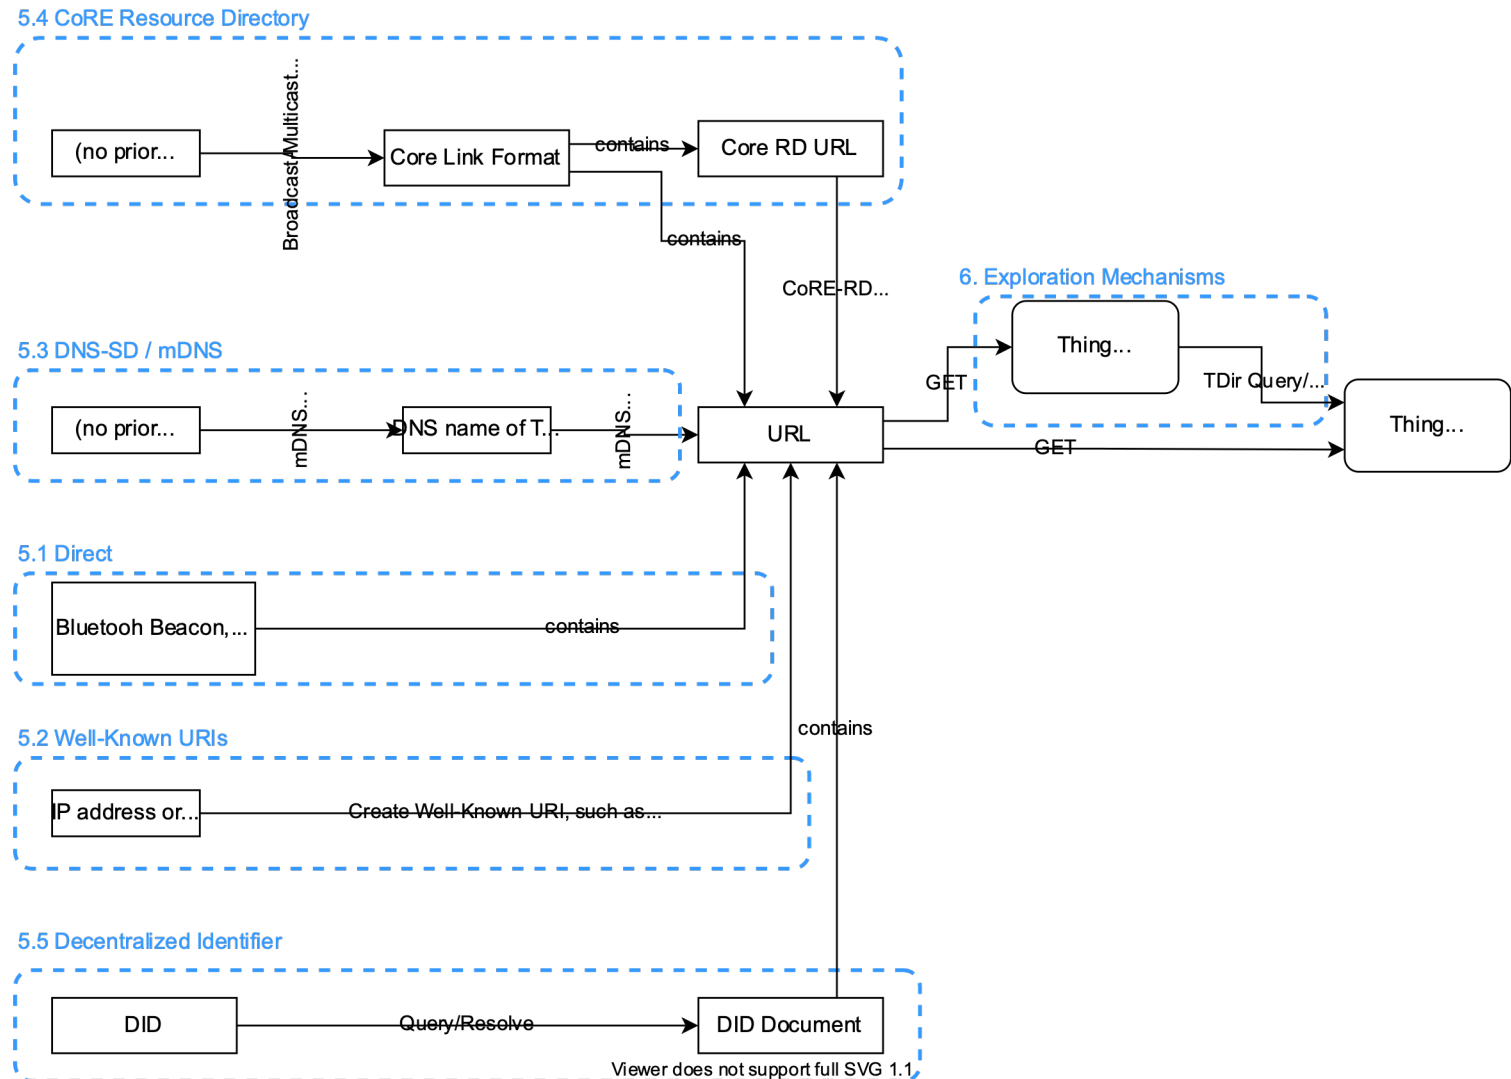 5.4 CoRE Resource Directory
Broadcast/Multicast...
(no prior...
Core Link Format
contains
Core RD URL
contains
CoRE-RD...
6. Exploration Mechanisms
Thing...
GET
TDir Query/...
Thing...
GET
5.3 DNS-SD / mDNS
(no prior...
mDNS...
DNS name of T...
mDNS...
URL
5.1 Direct
Bluetooh Beacon,...
contains
5.2 Well-Known URIs
contains
IP address or...
Create Well-Known URI, such as...
5.5 Decentralized Identifier
DID
Query/Resolve
DID Document
Viewer does not support full SVG 1.1